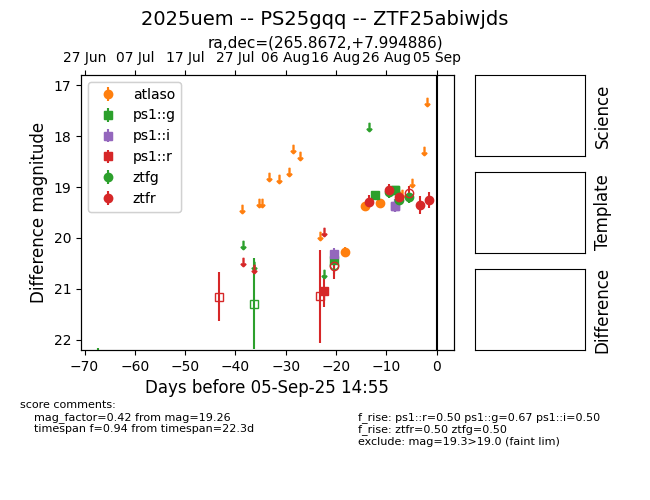 2025uem -- PS25gqq -- ZTF25abiwjds
ra,dec=(265.8672,+7.994886)
27 Jun 07 Jul 17 Jul 27 Jul 06 Aug 16 Aug 26 Aug 05 Sep
17
18
19
20
21
22
Difference magnitude
atlaso
ps1::g
ps1::i
ps1::r
ztfg
ztfr
−70 −60 −50 −40 −30 −20 −10 0
Days before 05-Sep-25 14:55
Science
Template
Difference
score comments:
mag_factor=0.42 from mag=19.26
timespan f=0.94 from timespan=22.3d
f_rise: ps1::r=0.50 ps1::g=0.67 ps1::i=0.50
f_rise: ztfr=0.50 ztfg=0.50
exclude: mag=19.3>19.0 (faint lim)